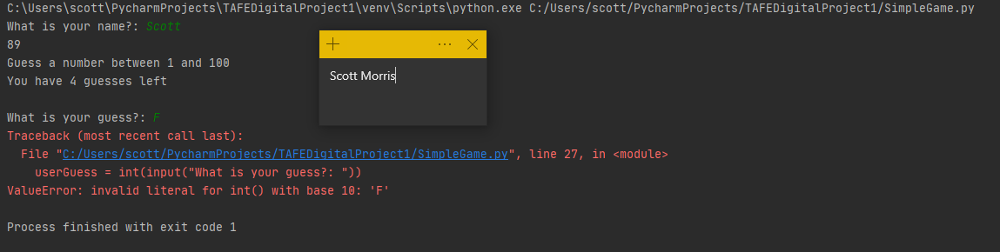 C:\Users\scott\PycharmProjects\TAFEDigitalProject1\venv\Scripts\python.exe C:/Users/scott/PycharmProjects/TAFEDigitalProject1/SimpleGame.py
What is your name?: Scott
89
Guess a number between 1 and 100
You have 4 guesses left
Scott Morris
What is your guess?: F
Traceback (most recent call last):
  File "C:/Users/scott/PycharmProjects/TAFEDigitalProject1/SimpleGame.py", line 27, in <module>
    userGuess = int(input("What is your guess?: "))
ValueError: invalid literal for int() with base 10: 'F'
Process finished with exit code 1